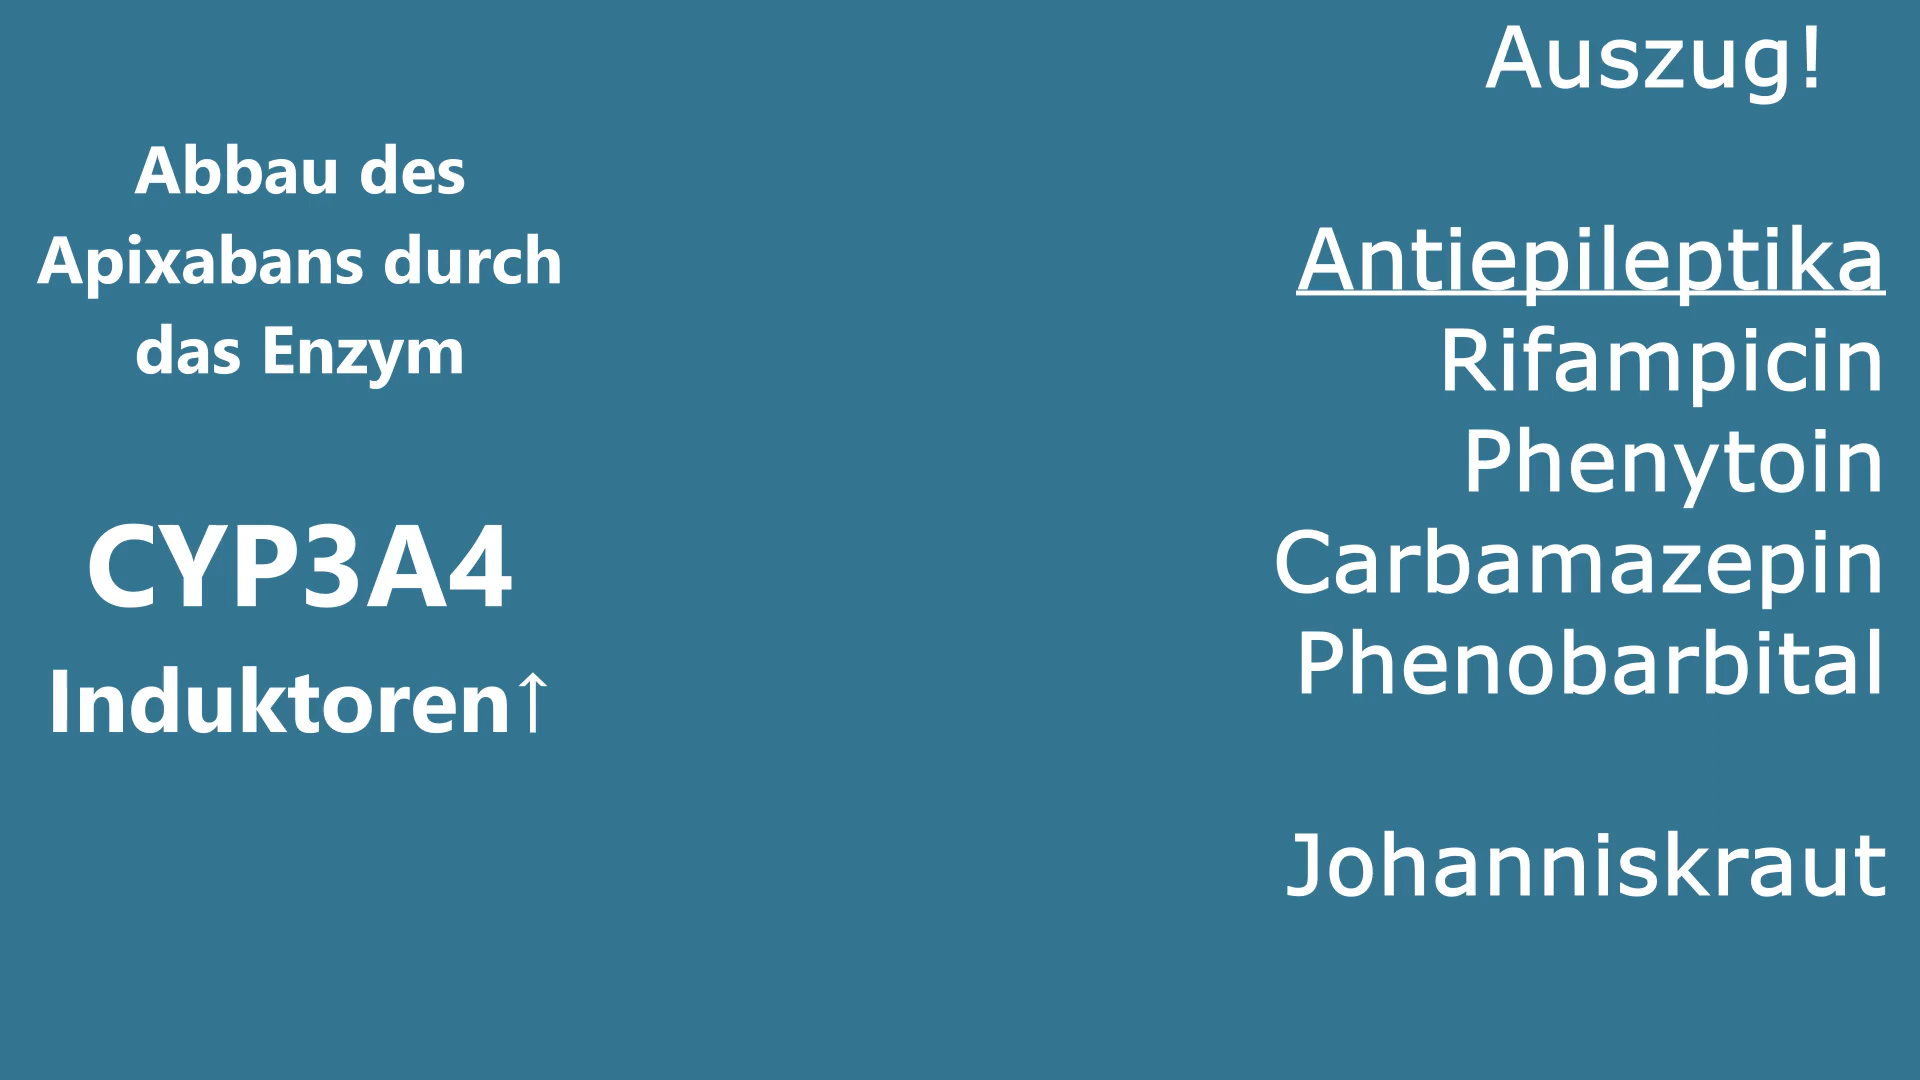 Auszug!
Abbau des
Apixabans durch
das Enzym
CYP3A4
Induktoren↑
Antiepileptika
Rifampicin
Phenytoin
Carbamazepin
Phenobarbital
Johanniskraut